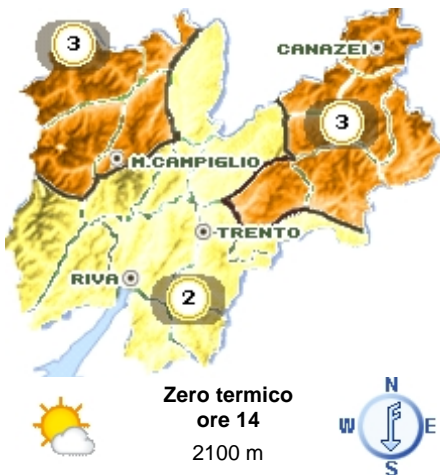 3
CANAZEI
3
M.CAMPIGLIO
TRENTO
RIVA
2
Zero termico
ore 14
2100 m
N
W E
S